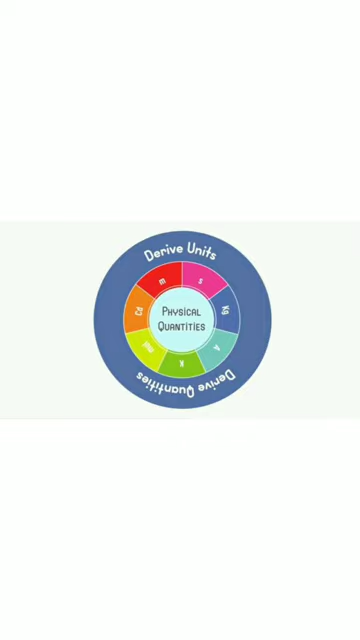 Derive Units
m
s
Kg
A
K
mol
Cd
Physical
Quantities
Derive Quantities